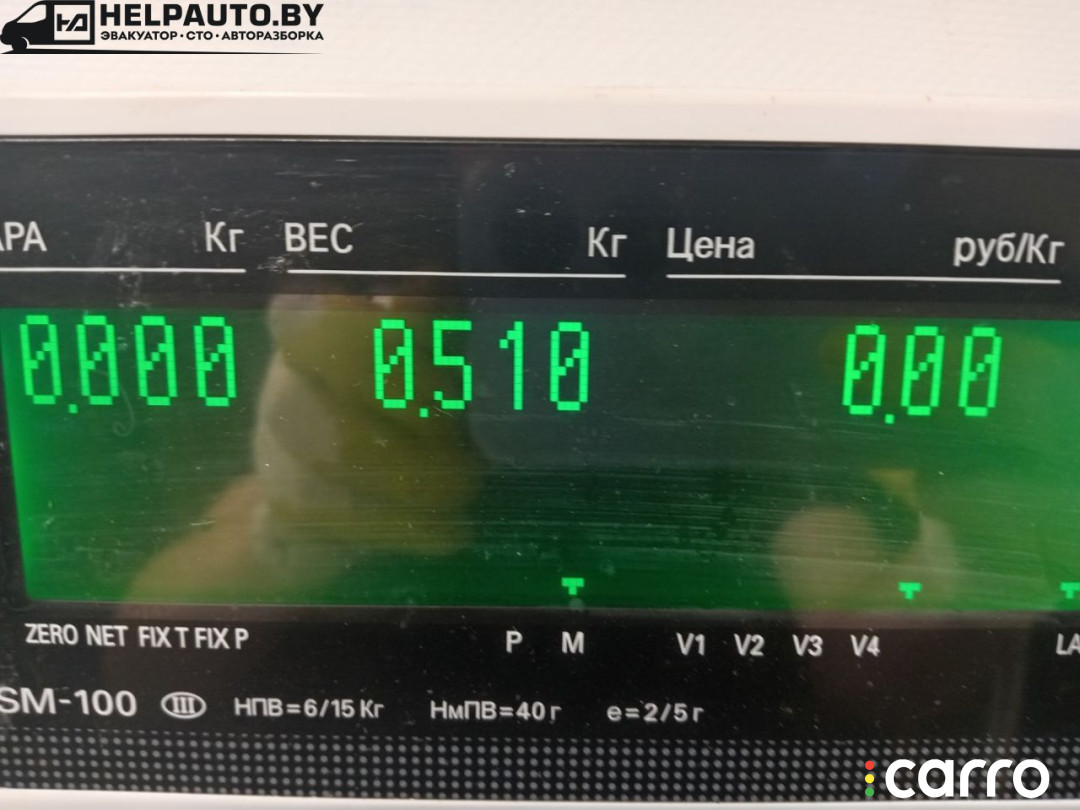 HELPAUTO.BY
ЭВАКУАТОР · СТО · АВТОРАЗБОРКА
АРА Кг ВЕС Кг Цена руб/Кг
0.000 0.510 0.00
ZERO NET FIX T FIX P P M V1 V2 V3 V4 LA
SM-100 III НПВ=6/15 Кг НмПВ=40 г e=2/5 г
carro